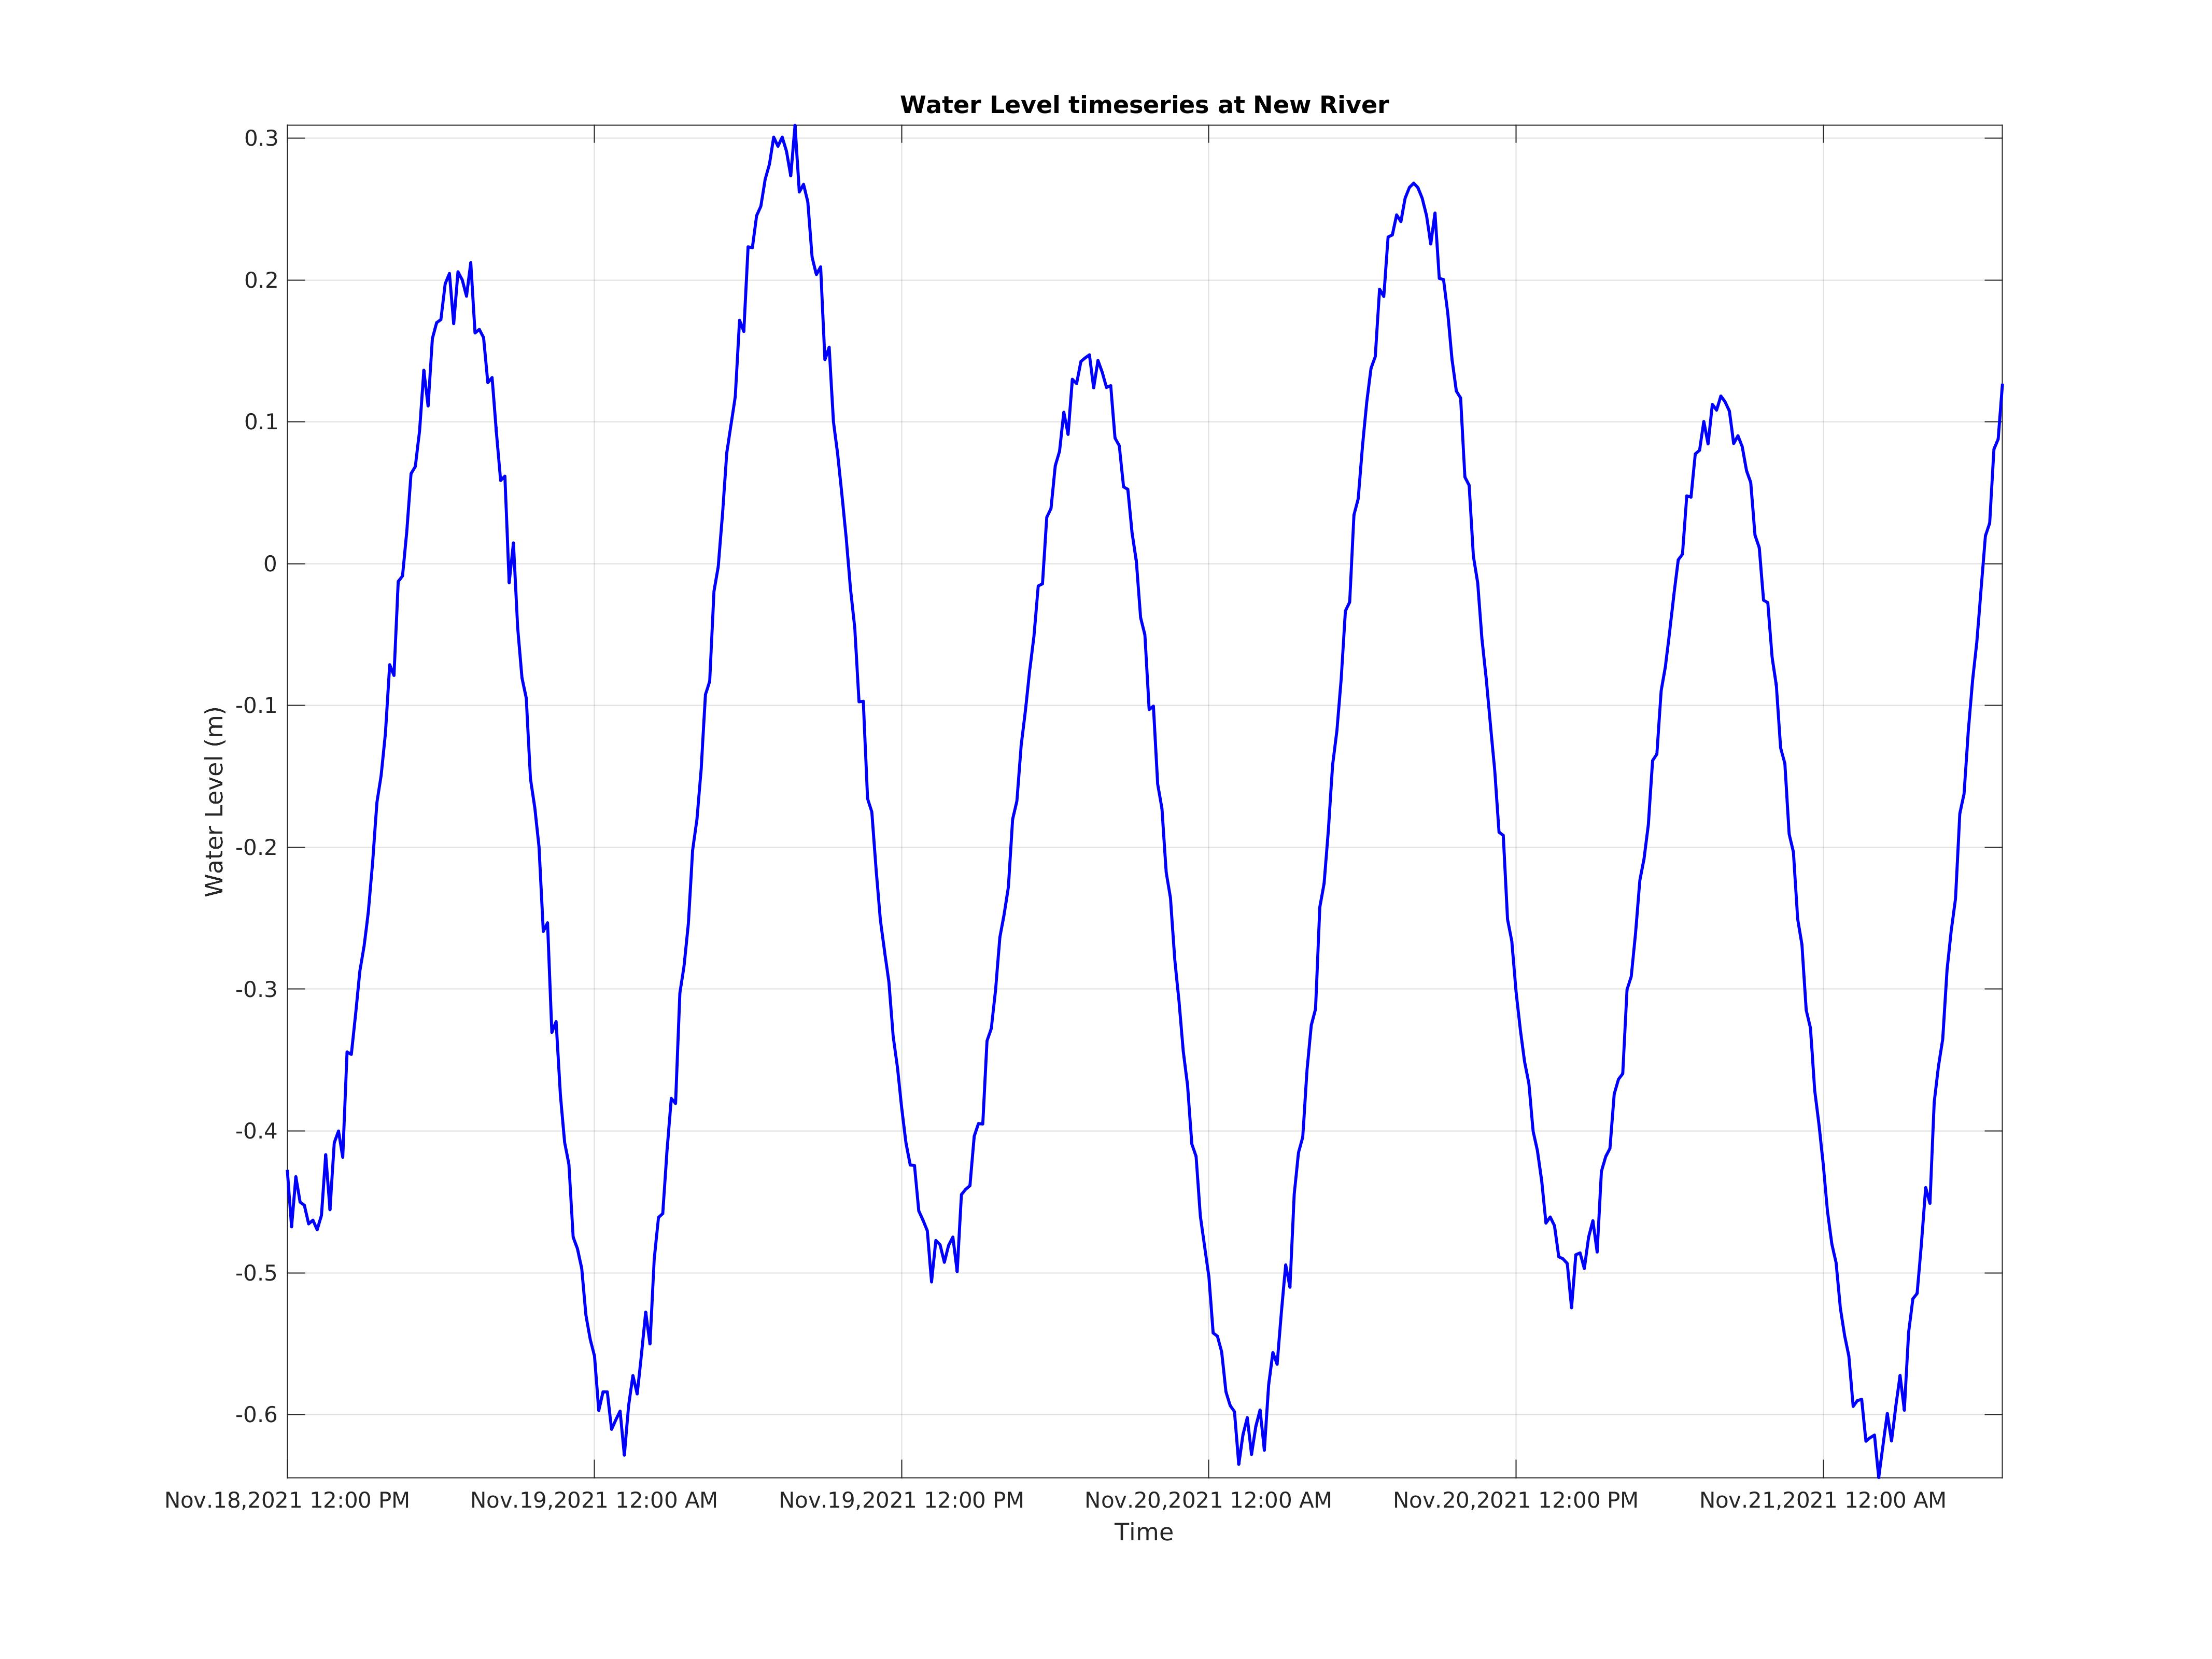 Water Level timeseries at New River
0.3
0.2
0.1
0
-0.1
-0.2
-0.3
-0.4
-0.5
-0.6
Water Level (m)
Nov.18,2021 12:00 PM Nov.19,2021 12:00 AM Nov.19,2021 12:00 PM Nov.20,2021 12:00 AM Nov.20,2021 12:00 PM Nov.21,2021 12:00 AM
Time